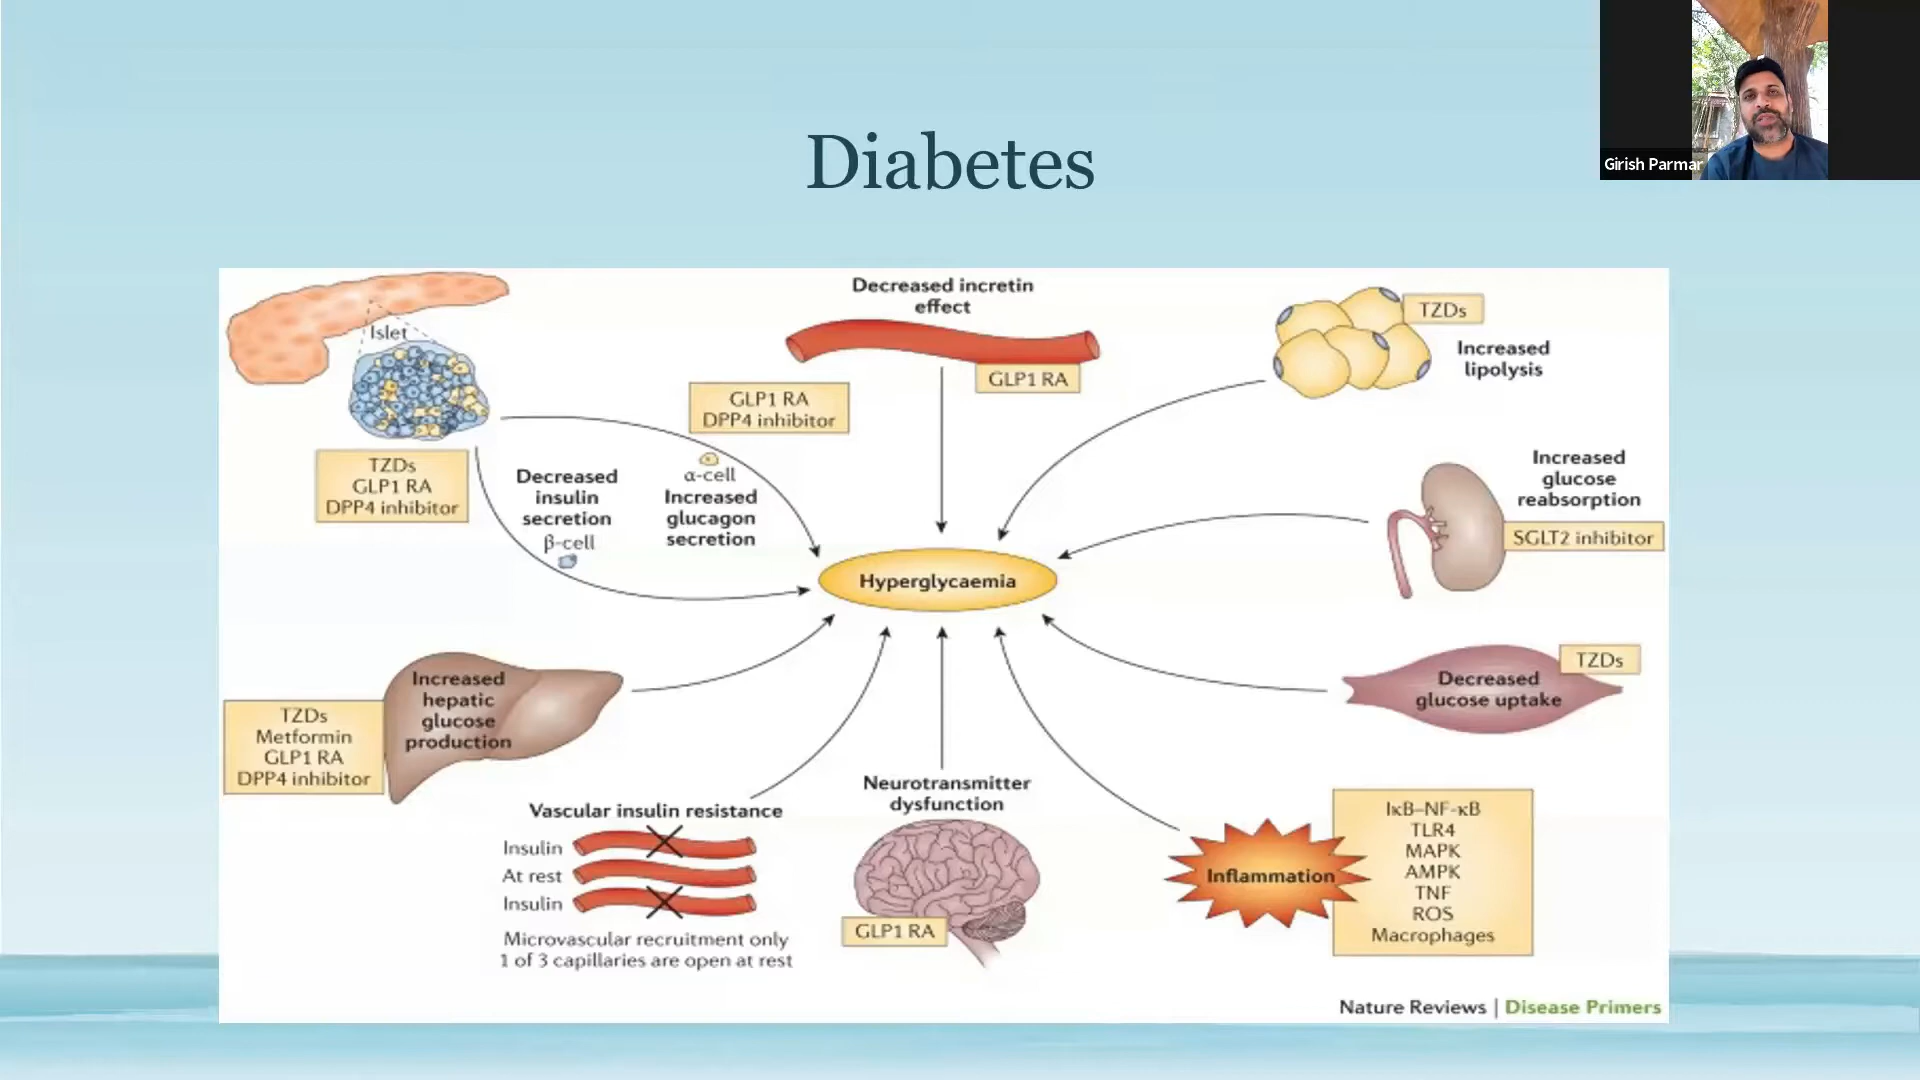 Girish Parmar
Diabetes
Islet
TZDs
GLP1 RA
DPP4 inhibitor
Decreased
insulin
secretion
β-cell
GLP1 RA
DPP4 inhibitor
α-cell
Increased
glucagon
secretion
Decreased incretin
effect
GLP1 RA
TZDs
Increased
lipolysis
Increased
glucose
reabsorption
SGLT2 inhibitor
Hyperglycaemia
TZDs
Decreased
glucose uptake
Increased
hepatic
glucose
production
TZDs
Metformin
GLP1 RA
DPP4 inhibitor
Vascular insulin resistance
Insulin
At rest
Insulin
Microvascular recruitment only
1 of 3 capillaries are open at rest
Neurotransmitter
dysfunction
GLP1 RA
Inflammation
IκB–NF-κB
TLR4
MAPK
AMPK
TNF
ROS
Macrophages
Nature Reviews | Disease Primers